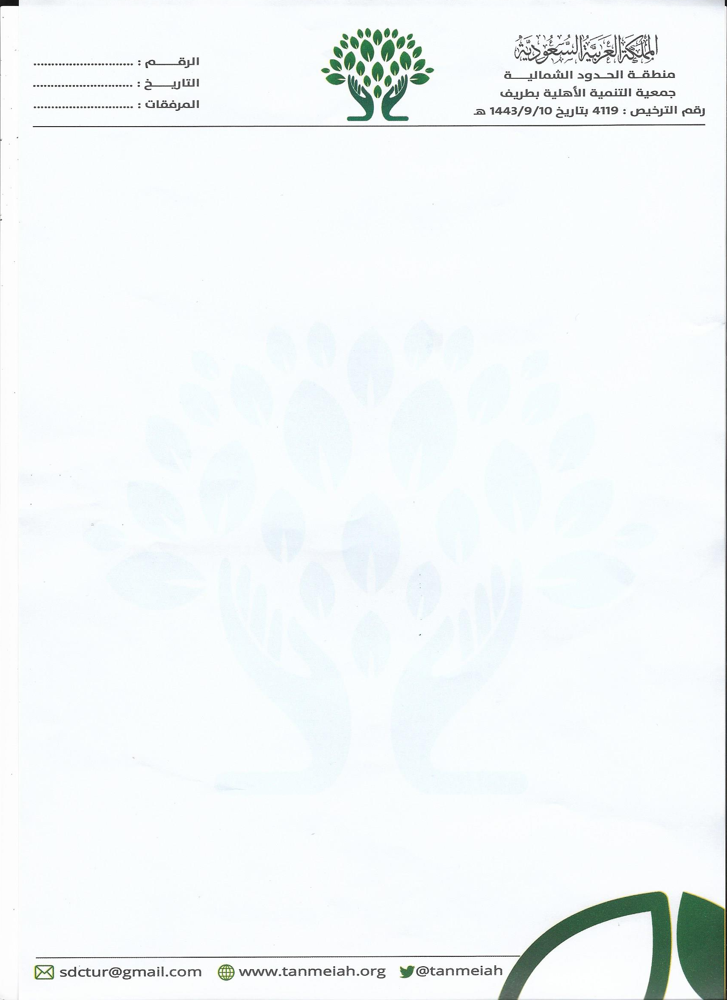 المملكة العربية السعودية
منطقة الحدود الشمالية
جمعية التنمية الأهلية بطريف
رقم الترخيص : 4119 بتاريخ 1443/9/10 هـ
الرقم : ............................
التاريخ : ............................
المرفقات : ............................
sdctur@gmail.com www.tanmeiah.org @tanmeiah